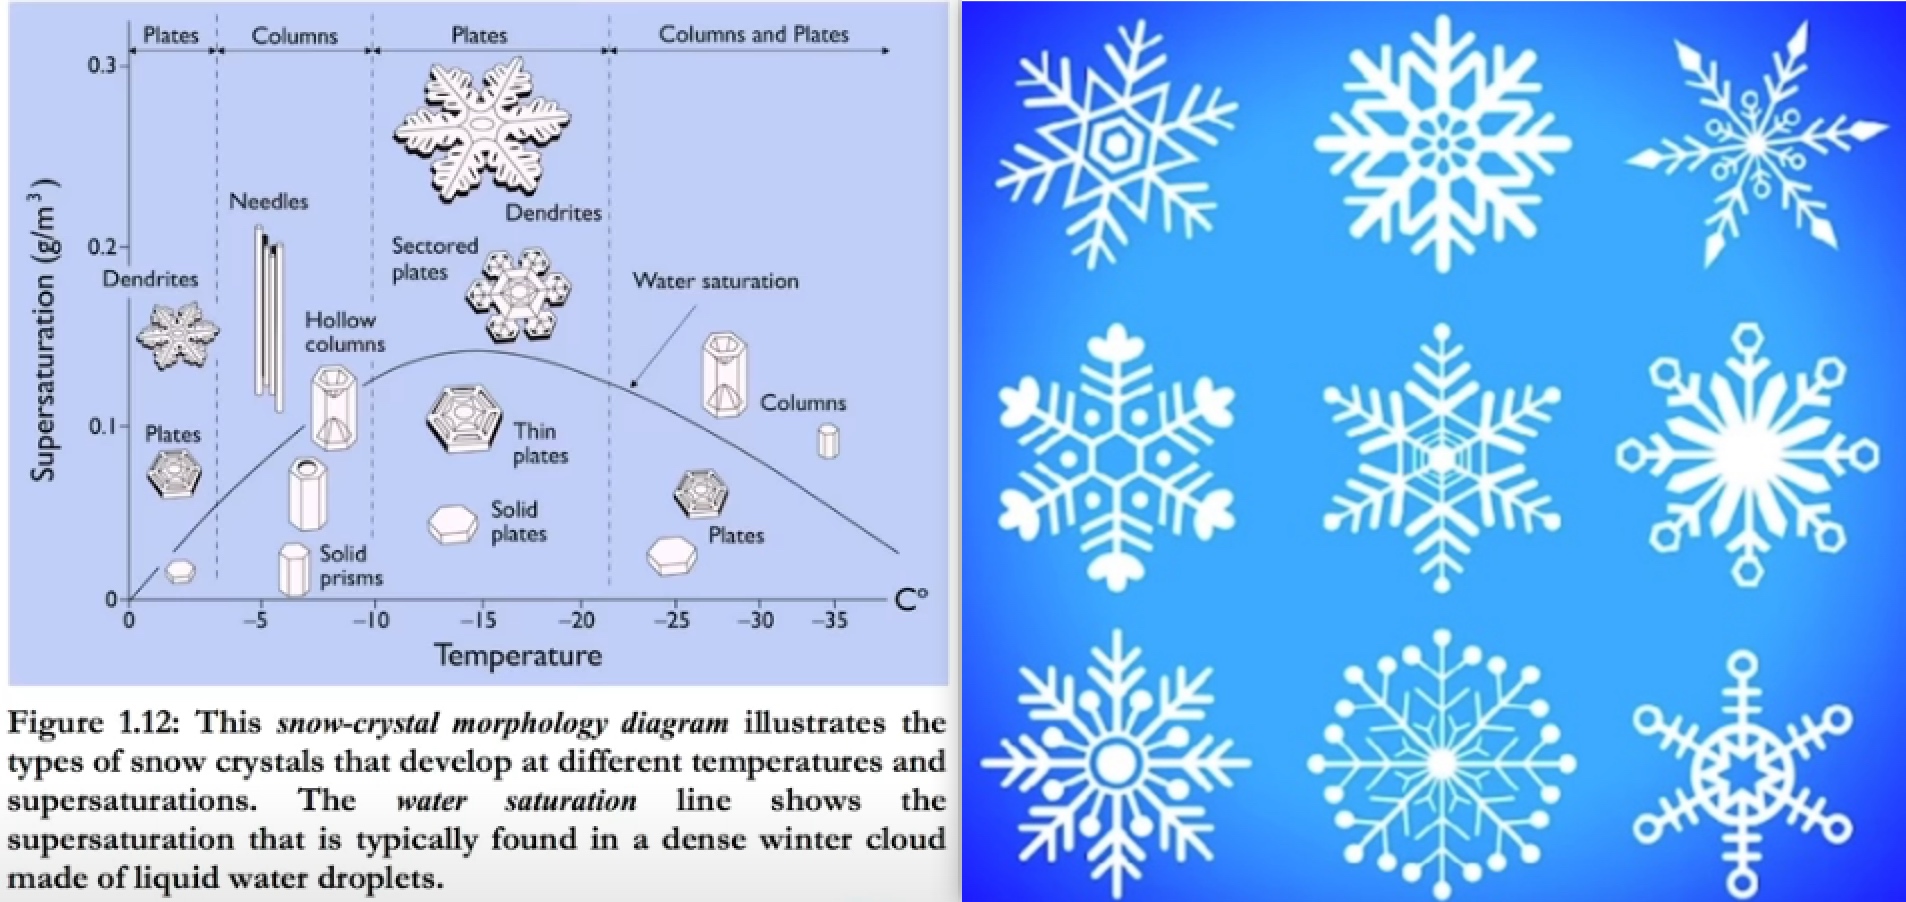 Plates Columns Plates Columns and Plates
0.3
Needles
Dendrites
0.2
Sectored
plates
Dendrites
Water saturation
Hollow
columns
Supersaturation (g/m³)
Columns
0.1
Plates
Thin
plates
Solid
plates
Plates
Solid
prisms
0
C°
0 −5 −10 −15 −20 −25 −30 −35
Temperature
Figure 1.12: This snow-crystal morphology diagram illustrates the
types of snow crystals that develop at different temperatures and
supersaturations. The water saturation line shows the
supersaturation that is typically found in a dense winter cloud
made of liquid water droplets.